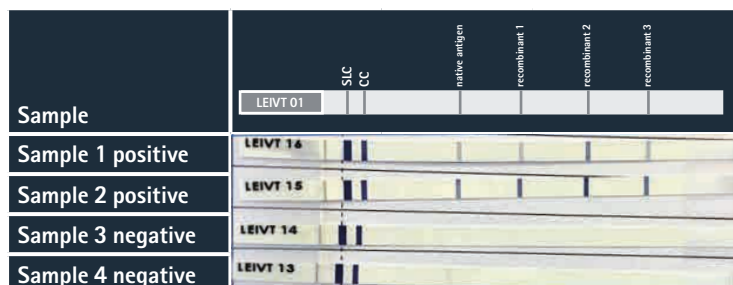 SLC
CC
native antigen
recombinant 1
recombinant 2
recombinant 3
LEIVT 01
Sample
Sample 1 positive
LEIVT 16
Sample 2 positive
LEIVT 15
Sample 3 negative
LEIVT 14
Sample 4 negative
LEIVT 13